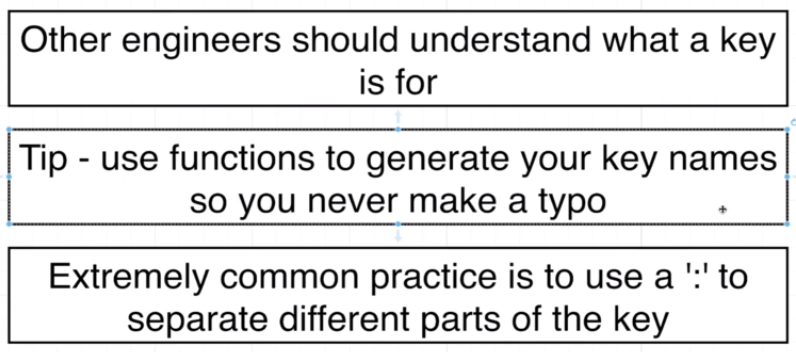 Other engineers should understand what a key
is for
Tip - use functions to generate your key names
so you never make a typo
Extremely common practice is to use a ':' to
separate different parts of the key